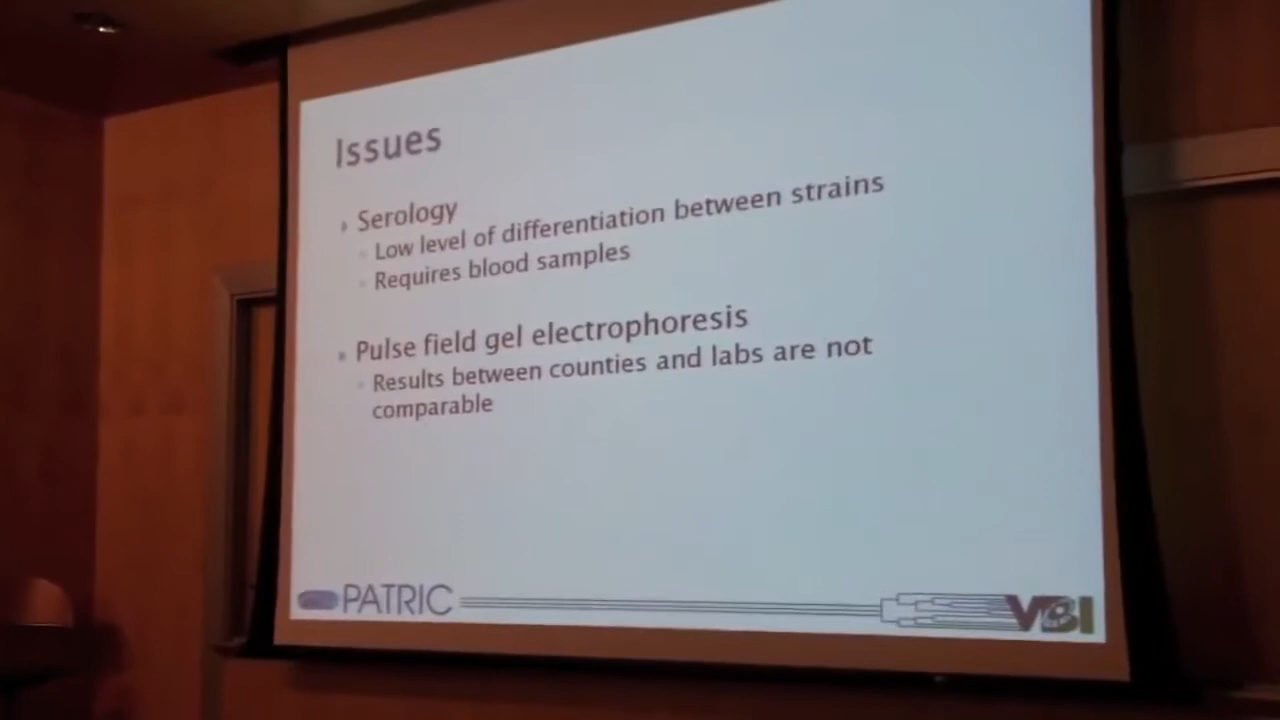 Issues
Serology
Low level of differentiation between strains
Requires blood samples
Pulse field gel electrophoresis
Results between counties and labs are not
comparable
PATRIC
VBI